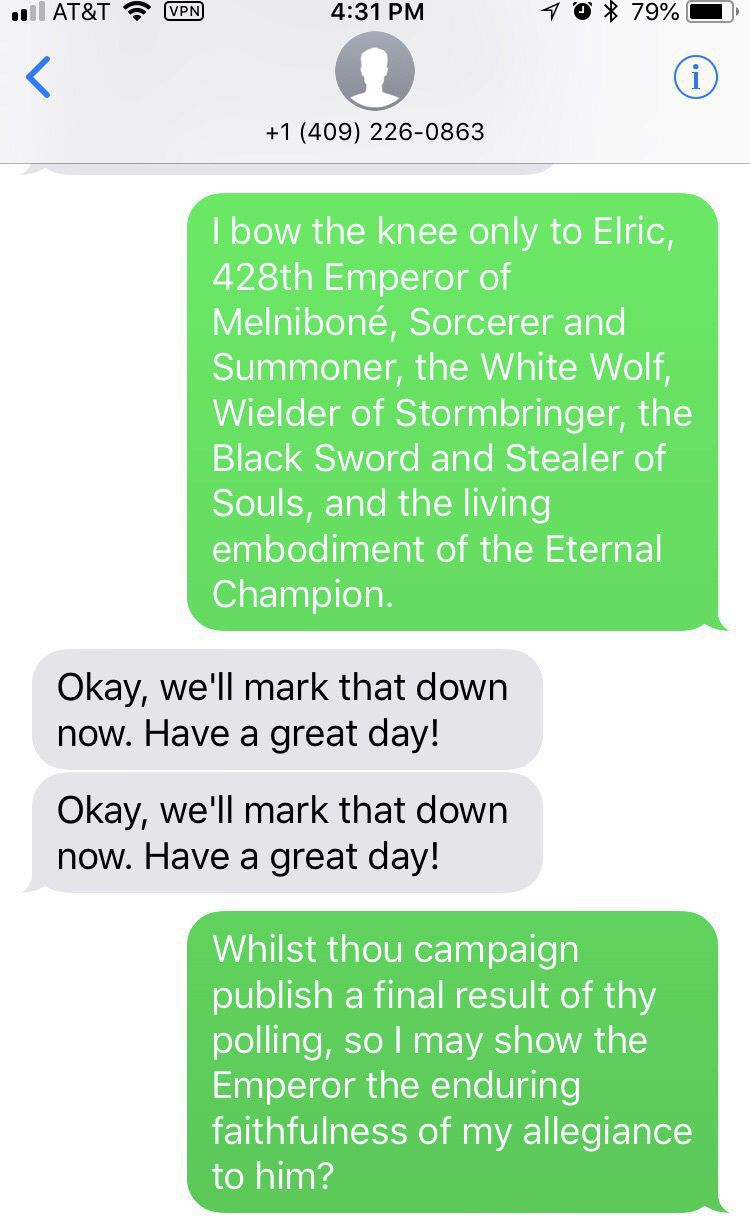 AT&T VPN 4:31 PM 79%
+1 (409) 226-0863
I bow the knee only to Elric,
428th Emperor of
Melniboné, Sorcerer and
Summoner, the White Wolf,
Wielder of Stormbringer, the
Black Sword and Stealer of
Souls, and the living
embodiment of the Eternal
Champion.
Okay, we'll mark that down
now. Have a great day!
Okay, we'll mark that down
now. Have a great day!
Whilst thou campaign
publish a final result of thy
polling, so I may show the
Emperor the enduring
faithfulness of my allegiance
to him?